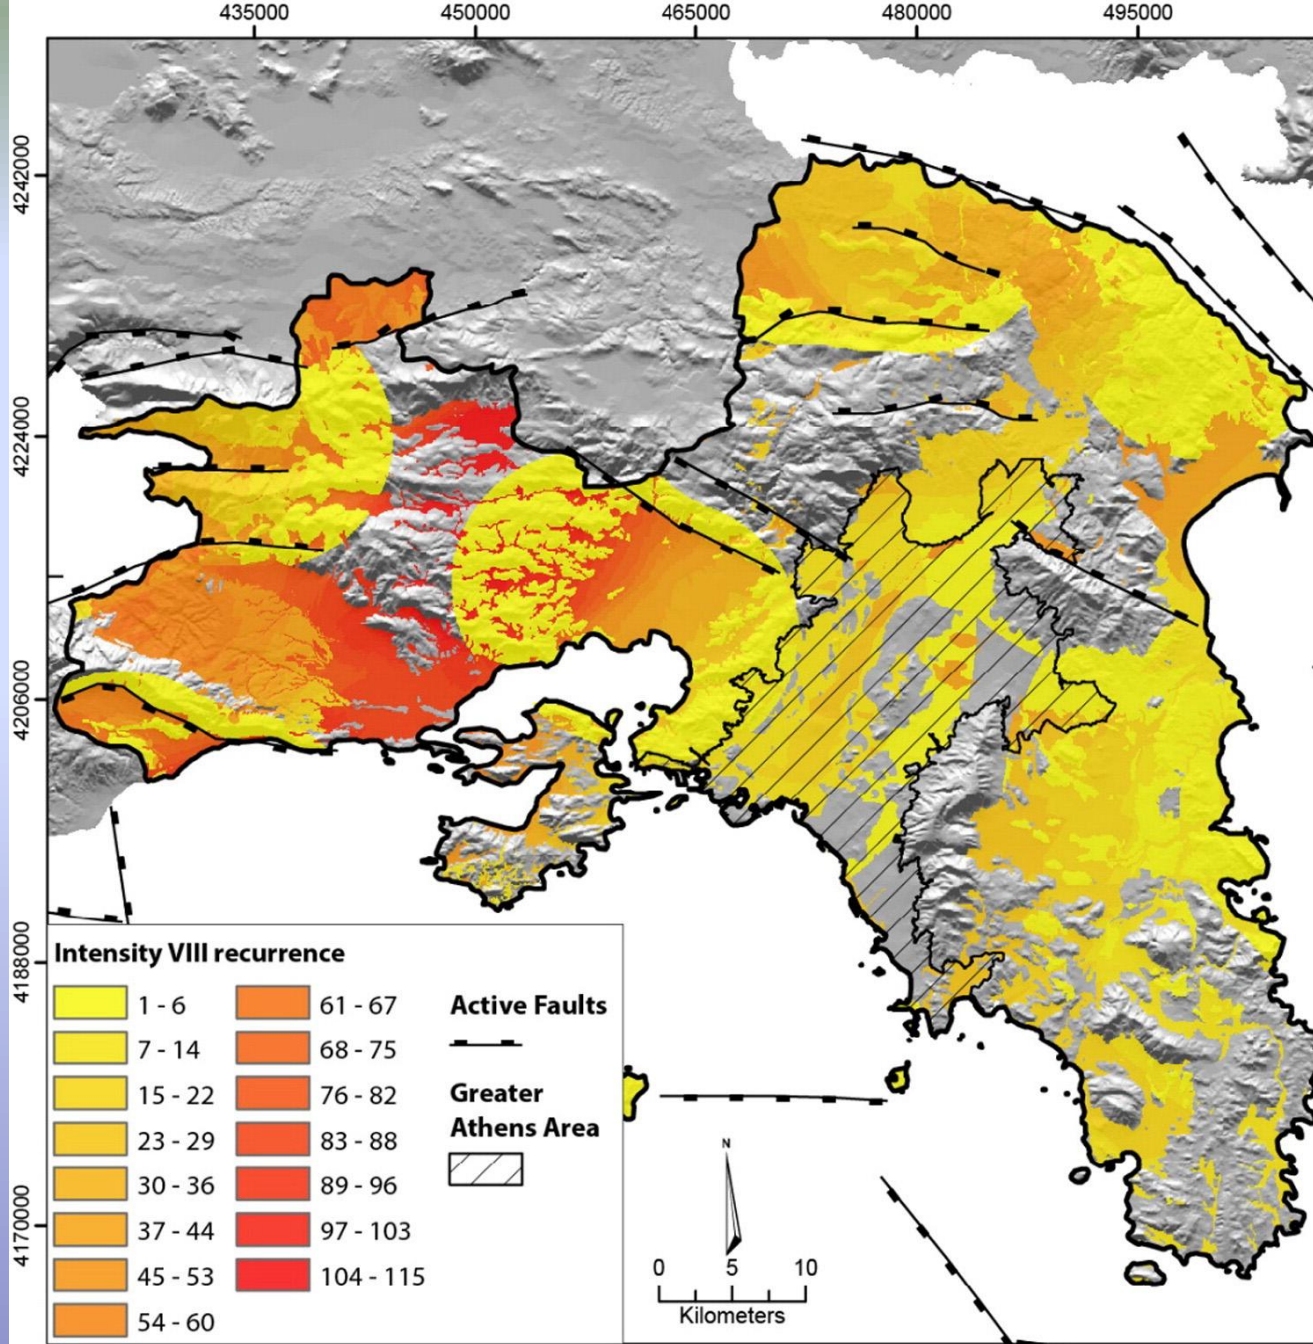 435000 450000 465000 480000 495000
4242000
4224000
4206000
4188000
4170000
Intensity VIII recurrence
1 - 6
7 - 14
15 - 22
23 - 29
30 - 36
37 - 44
45 - 53
54 - 60
61 - 67
68 - 75
76 - 82
83 - 88
89 - 96
97 - 103
104 - 115
Active Faults
Greater
Athens Area
N
0 5 10
Kilometers